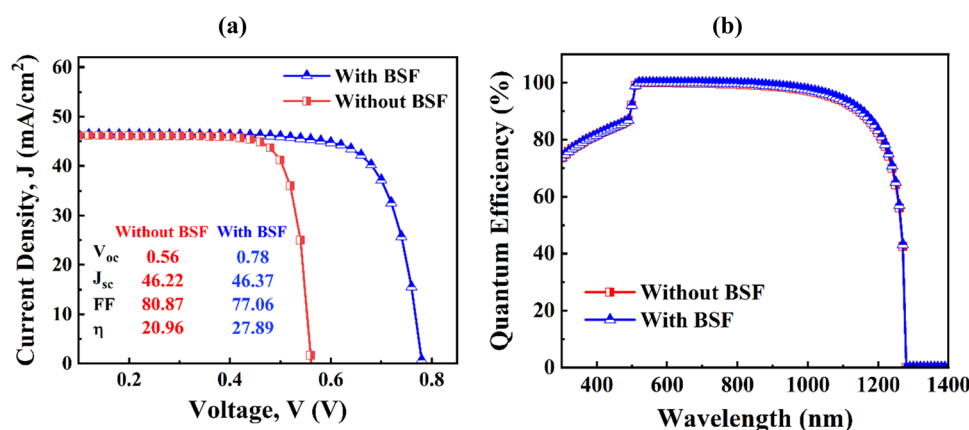 (a)
Current Density, J (mA/cm²)
60
50
40
30
20
10
0
With BSF
Without BSF
Without BSF With BSF
Voc 0.56 0.78
Jsc 46.22 46.37
FF 80.87 77.06
η 20.96 27.89
0.2 0.4 0.6 0.8
Voltage, V (V)
(b)
Quantum Efficiency (%)
100
80
60
40
20
0
Without BSF
With BSF
400 600 800 1000 1200 1400
Wavelength (nm)